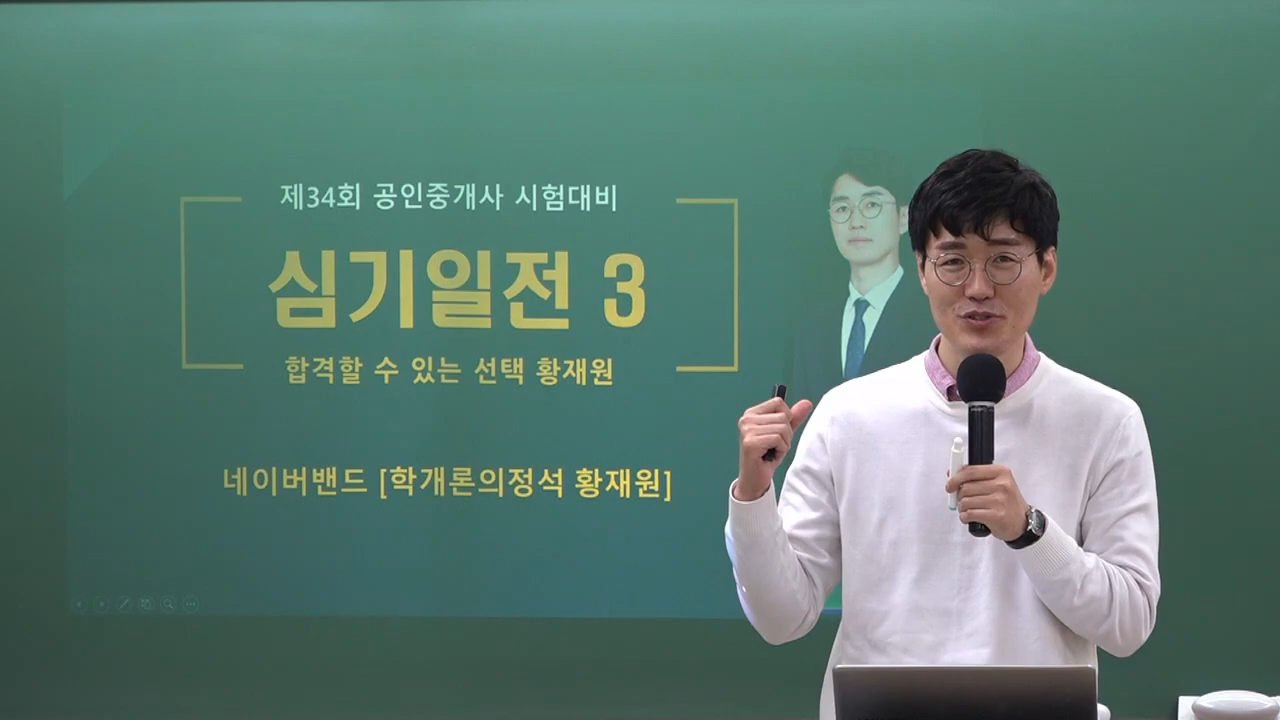 제34회 공인중개사 시험대비
심기일전 3
합격할 수 있는 선택 황재원
네이버밴드 [학개론의정석 황재원]